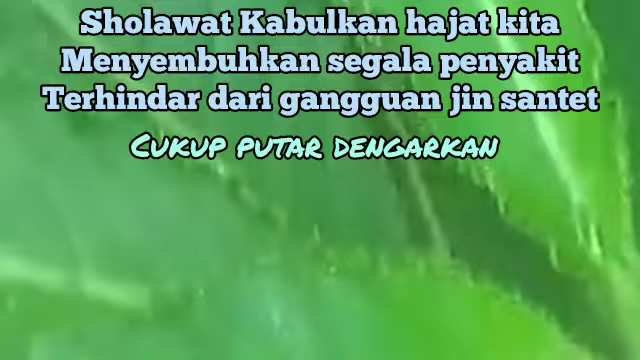 Sholawat Kabulkan hajat kita
Menyembuhkan segala penyakit
Terhindar dari gangguan jin santet
Cukup putar dengarkan